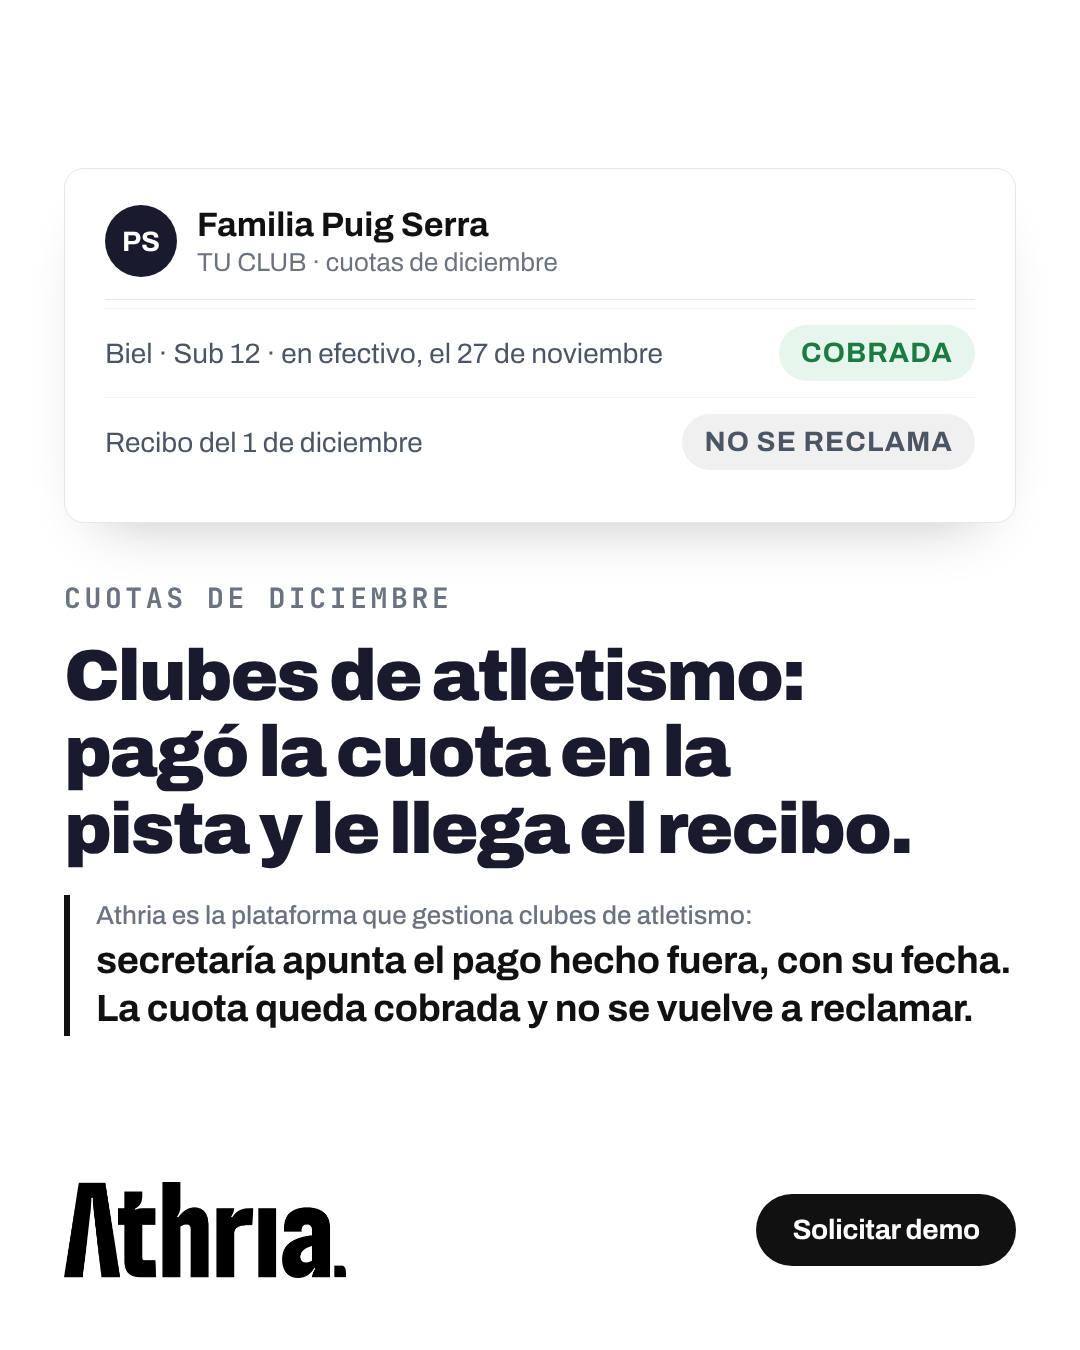 PS
Familia Puig Serra
TU CLUB · cuotas de diciembre
Biel · Sub 12 · en efectivo, el 27 de noviembre
COBRADA
Recibo del 1 de diciembre
NO SE RECLAMA
CUOTAS DE DICIEMBRE
Clubes de atletismo:
pagó la cuota en la
pista y le llega el recibo.
Athria es la plataforma que gestiona clubes de atletismo:
secretaría apunta el pago hecho fuera, con su fecha.
La cuota queda cobrada y no se vuelve a reclamar.
Athria.
Solicitar demo